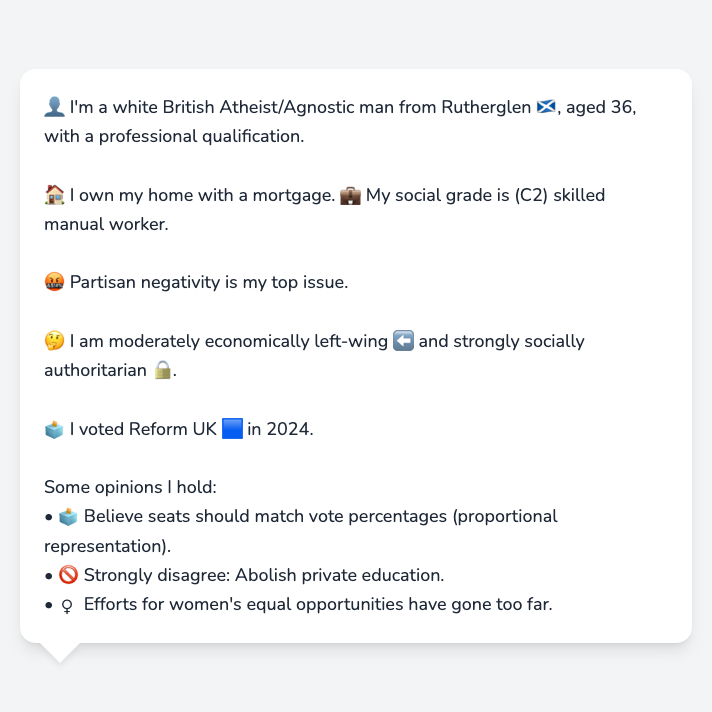 👤 I'm a white British Atheist/Agnostic man from Rutherglen 🏴󠁧󠁢󠁳󠁣󠁴󠁿, aged 36,
with a professional qualification.
🏠 I own my home with a mortgage. 💼 My social grade is (C2) skilled
manual worker.
🤬 Partisan negativity is my top issue.
🤔 I am moderately economically left-wing ⬅️ and strongly socially
authoritarian 🔒.
🗳️ I voted Reform UK 🟦 in 2024.
Some opinions I hold:
• 🗳️ Believe seats should match vote percentages (proportional
representation).
• 🚫 Strongly disagree: Abolish private education.
• ♀ Efforts for women's equal opportunities have gone too far.